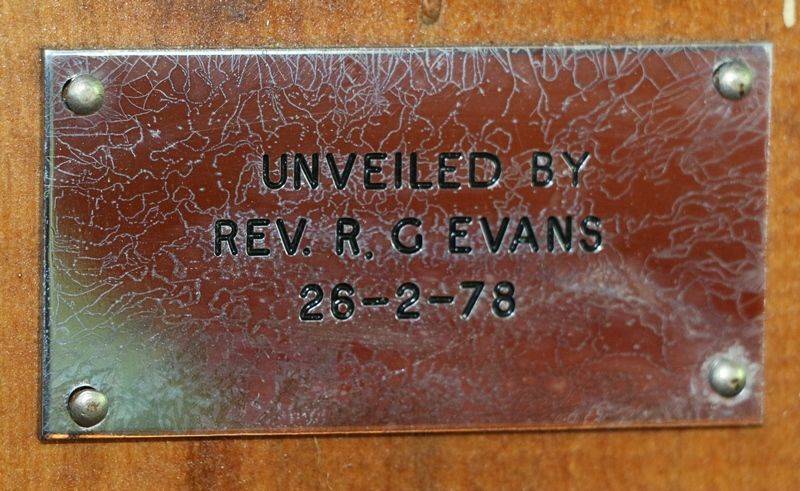 UNVEILED BY
REV. R. G EVANS
26-2-78